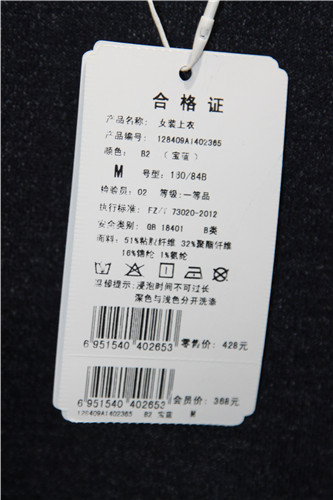 合格证
产品名称: 女装上衣
产品编号: 128409A1402365
颜色: B2 (宝蓝)
M 号型: 160/84B
检验员: 02 等级: 一等品
执行标准: FZ/T 73020-2012
安全类别: GB 18401 B类
面料: 51%粘胶纤维 32%聚酯纤维
16%锦纶 1%氨纶
温馨提示: 浸泡时间不可过长
深色与浅色分开洗涤
6 951540 402653 零售价: 428元
6 951540 402653 会员价: 368元
128409A1402365 B2 宝蓝 M